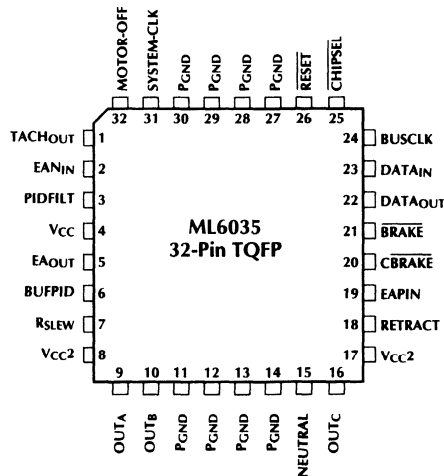 MOTOR-OFF
SYSTEM-CLK
PGND
PGND
PGND
PGND
RESET
CHIPSEL
32 31 30 29 28 27 26 25
TACHOUT 1
EANIN 2
PIDFILT 3
VCC 4
EAOUT 5
BUFPID 6
RSLEW 7
VCC2 8
ML6035
32-Pin TQFP
24 BUSCLK
23 DATAIN
22 DATAOUT
21 BRAKE
20 CBRAKE
19 EAPIN
18 RETRACT
17 VCC2
9 10 11 12 13 14 15 16
OUTA
OUTB
PGND
PGND
PGND
PGND
NEUTRAL
OUTC